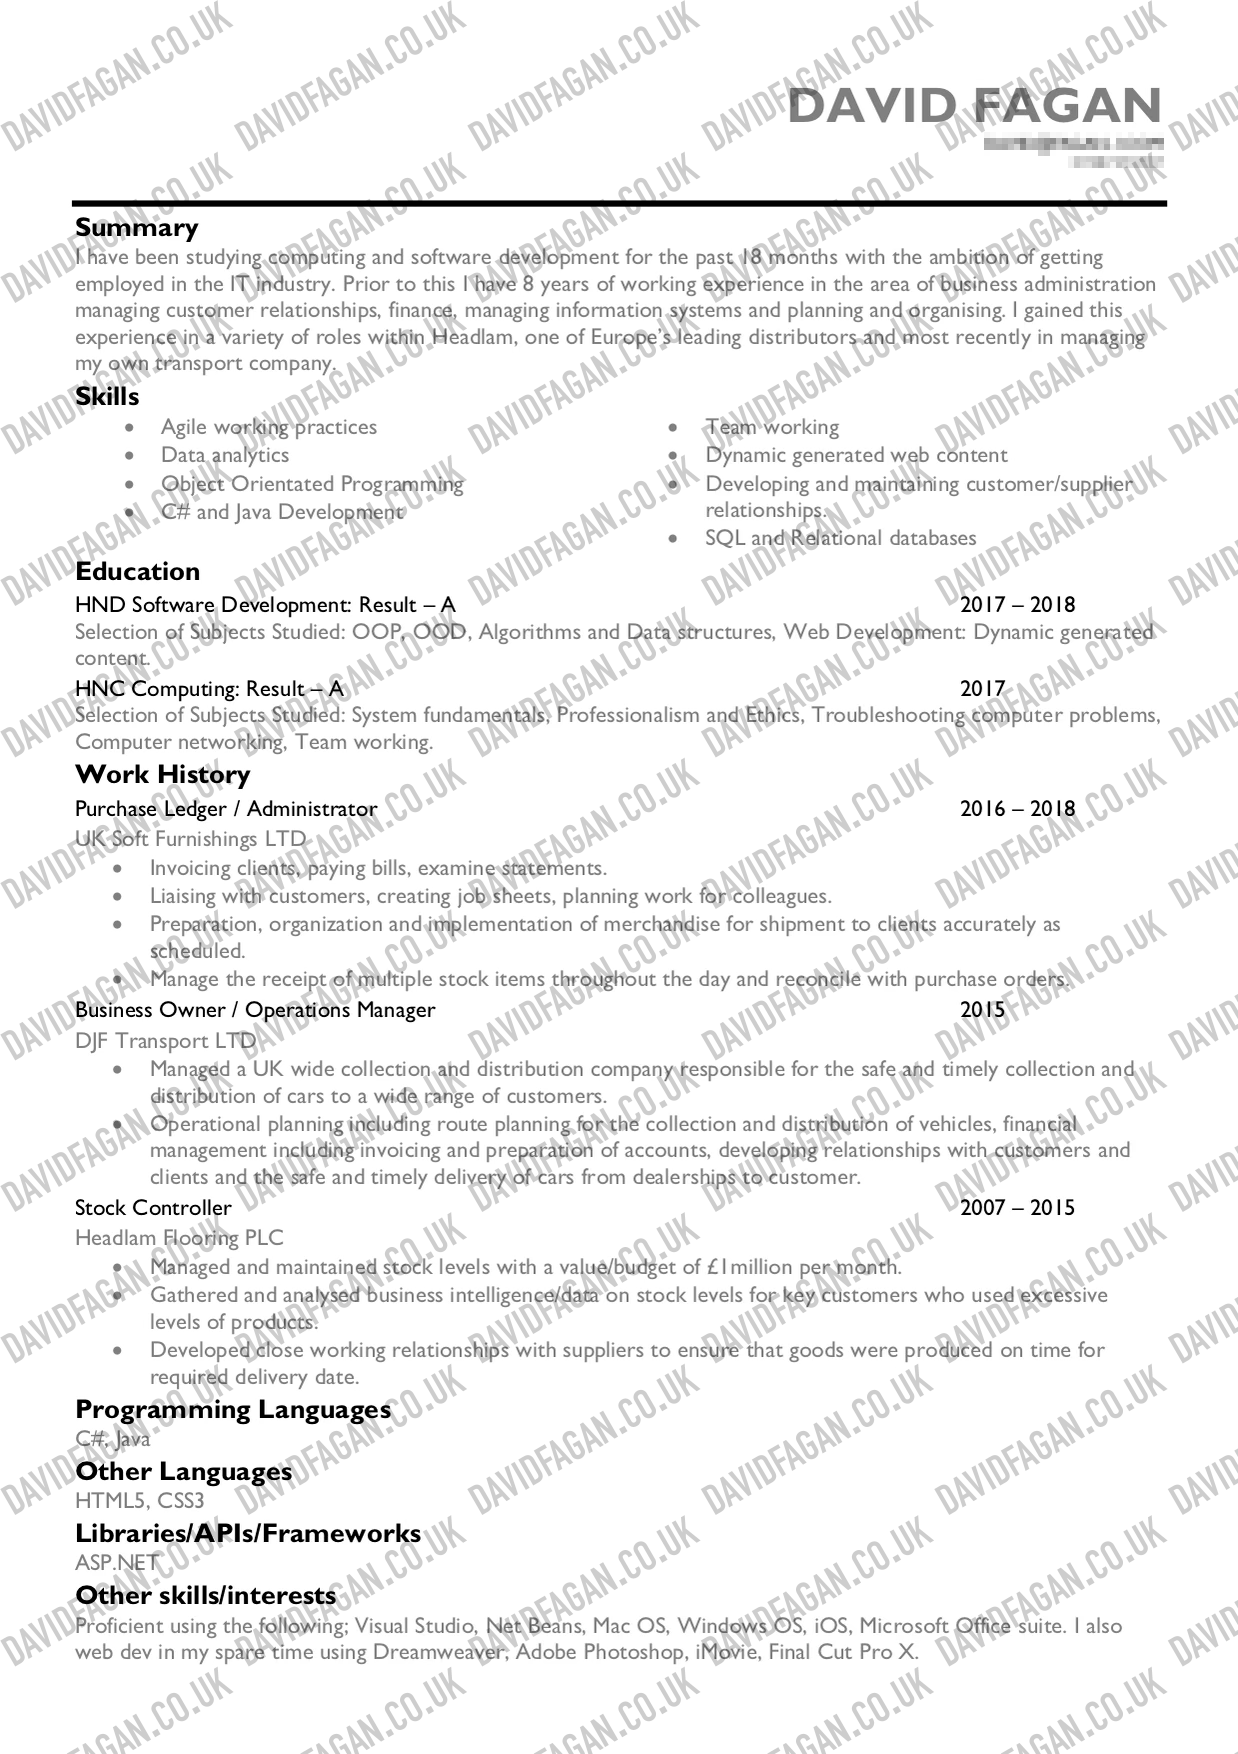 DAVID FAGAN
Summary
I have been studying computing and software development for the past 18 months with the ambition of getting
employed in the IT industry. Prior to this I have 8 years of working experience in the area of business administration
managing customer relationships, finance, managing information systems and planning and organising. I gained this
experience in a variety of roles within Headlam, one of Europe's leading distributors and most recently in managing
my own transport company.
Skills
• Agile working practices
• Data analytics
• Object Orientated Programming
• C# and Java Development
• Team working
• Dynamic generated web content
• Developing and maintaining customer/supplier
relationships.
• SQL and Relational databases
Education
HND Software Development: Result – A 2017 – 2018
Selection of Subjects Studied: OOP, OOD, Algorithms and Data structures, Web Development: Dynamic generated
content.
HNC Computing: Result – A 2017
Selection of Subjects Studied: System fundamentals, Professionalism and Ethics, Troubleshooting computer problems,
Computer networking, Team working.
Work History
Purchase Ledger / Administrator 2016 – 2018
UK Soft Furnishings LTD
• Invoicing clients, paying bills, examine statements.
• Liaising with customers, creating job sheets, planning work for colleagues.
• Preparation, organization and implementation of merchandise for shipment to clients accurately as
scheduled.
• Manage the receipt of multiple stock items throughout the day and reconcile with purchase orders.
Business Owner / Operations Manager 2015
DJF Transport LTD
• Managed a UK wide collection and distribution company responsible for the safe and timely collection and
distribution of cars to a wide range of customers.
• Operational planning including route planning for the collection and distribution of vehicles, financial
management including invoicing and preparation of accounts, developing relationships with customers and
clients and the safe and timely delivery of cars from dealerships to customer.
Stock Controller 2007 – 2015
Headlam Flooring PLC
• Managed and maintained stock levels with a value/budget of £1million per month.
• Gathered and analysed business intelligence/data on stock levels for key customers who used excessive
levels of products.
• Developed close working relationships with suppliers to ensure that goods were produced on time for
required delivery date.
Programming Languages
C#, Java
Other Languages
HTML5, CSS3
Libraries/APIs/Frameworks
ASP.NET
Other skills/interests
Proficient using the following; Visual Studio, Net Beans, Mac OS, Windows OS, iOS, Microsoft Office suite. I also
web dev in my spare time using Dreamweaver, Adobe Photoshop, iMovie, Final Cut Pro X.
DAVIDFAGAN.CO.UK